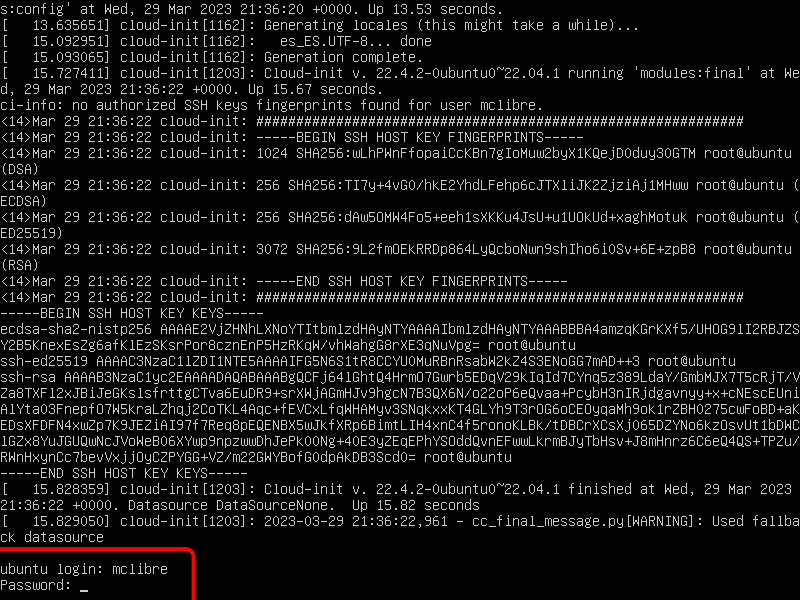 s:config' at Wed, 29 Mar 2023 21:36:20 +0000. Up 13.53 seconds.
[   13.635651] cloud-init[1162]: Generating locales (this might take a while)...
[   15.092951] cloud-init[1162]:   es_ES.UTF-8... done
[   15.093065] cloud-init[1162]: Generation complete.
[   15.727411] cloud-init[1203]: Cloud-init v. 22.4.2-0ubuntu0~22.04.1 running 'modules:final' at We
d, 29 Mar 2023 21:36:22 +0000. Up 15.67 seconds.
ci-info: no authorized SSH keys fingerprints found for user mclibre.
<14>Mar 29 21:36:22 cloud-init: #############################################################
<14>Mar 29 21:36:22 cloud-init: -----BEGIN SSH HOST KEY FINGERPRINTS-----
<14>Mar 29 21:36:22 cloud-init: 1024 SHA256:wLhPWnFfopaiCcKBn7gIoMuw2byX1KQejD0duy30GTM root@ubuntu
(DSA)
<14>Mar 29 21:36:22 cloud-init: 256 SHA256:TI7y+4vG0/hkE2YhdLFehp6cJTXliJK2ZjziAj1MHww root@ubuntu (
ECDSA)
<14>Mar 29 21:36:22 cloud-init: 256 SHA256:dAw5OMW4Fo5+eeh1sXKKu4JsU+u1UOkUd+xaghMotuk root@ubuntu (
ED25519)
<14>Mar 29 21:36:22 cloud-init: 3072 SHA256:9L2fmOEkRRDp864LyQcboNwn9shIho6i0Sv+6E+zpB8 root@ubuntu
(RSA)
<14>Mar 29 21:36:22 cloud-init: -----END SSH HOST KEY FINGERPRINTS-----
<14>Mar 29 21:36:22 cloud-init: #############################################################
-----BEGIN SSH HOST KEY KEYS-----
ecdsa-sha2-nistp256 AAAAE2VjZHNhLXNoYTItbmlzdHAyNTYAAAAIbmlzdHAyNTYAAABBBA4amzqKGrKXf5/UHOG9lI2RBJZS
Y2B5KnexEsZg6afKlEzSKsrPor8cznEnP5HzRKqW/vhWahgG8rXE3qNuVpg= root@ubuntu
ssh-ed25519 AAAAC3NzaC1lZDI1NTE5AAAAIFG5N6S1tR8CCYU0MuRBnRsabW2kZ4S3ENoGG7mAD++3 root@ubuntu
ssh-rsa AAAAB3NzaC1yc2EAAAADAQABAAABgQCFj64lGhtQ4HrmO7Gwrb5EDqV29kIqId7CYnq5z389LdaY/GmbMJX7T5cRjT/V
Za8TXFl2xJBiJeGKslsfrttgCTva6EuDR9+srXWjAGmHJv9hgcN7B3QX6N/o22oP6eQvaa+PcybH3nIRjdgavnyy+x+cNEscEUni
AlYta03FnepfO7W5kraLZhqj2CoTKL4Aqc+fEVCxLfqWHAMyv3SNqkxxKT4GLYh9T3rOG6oCEOyqaMh9ok1rZBH0275cwFoBD+aK
EDsXFDFN4xwZp7K9JEZiAI97f7Req8pEQENBX5wJkfXRp6BimtLIH4xnC4f5ronoKLBk/tDBCrXCsXj065DZYNo6kzOsvUt1bDWC
lGZx8YuJGUQwNcJVoWeB06XYwp9npzwwDhJePk00Ng+40E3yZEqEPhYSOddQvnEFwwLkrmBJyTbHsv+J8mHnrz6C6eQ4QS+TPZu/
RWnHxynCc7bevVxjjOyCZPYGG+VZ/m22GWYBofG0dpAkDB3Scd0= root@ubuntu
-----END SSH HOST KEY KEYS-----
[   15.828359] cloud-init[1203]: Cloud-init v. 22.4.2-0ubuntu0~22.04.1 finished at Wed, 29 Mar 2023
21:36:22 +0000. Datasource DataSourceNone.  Up 15.82 seconds
[   15.829050] cloud-init[1203]: 2023-03-29 21:36:22,961 - cc_final_message.py[WARNING]: Used fallba
ck datasource
ubuntu login: mclibre
Password: _